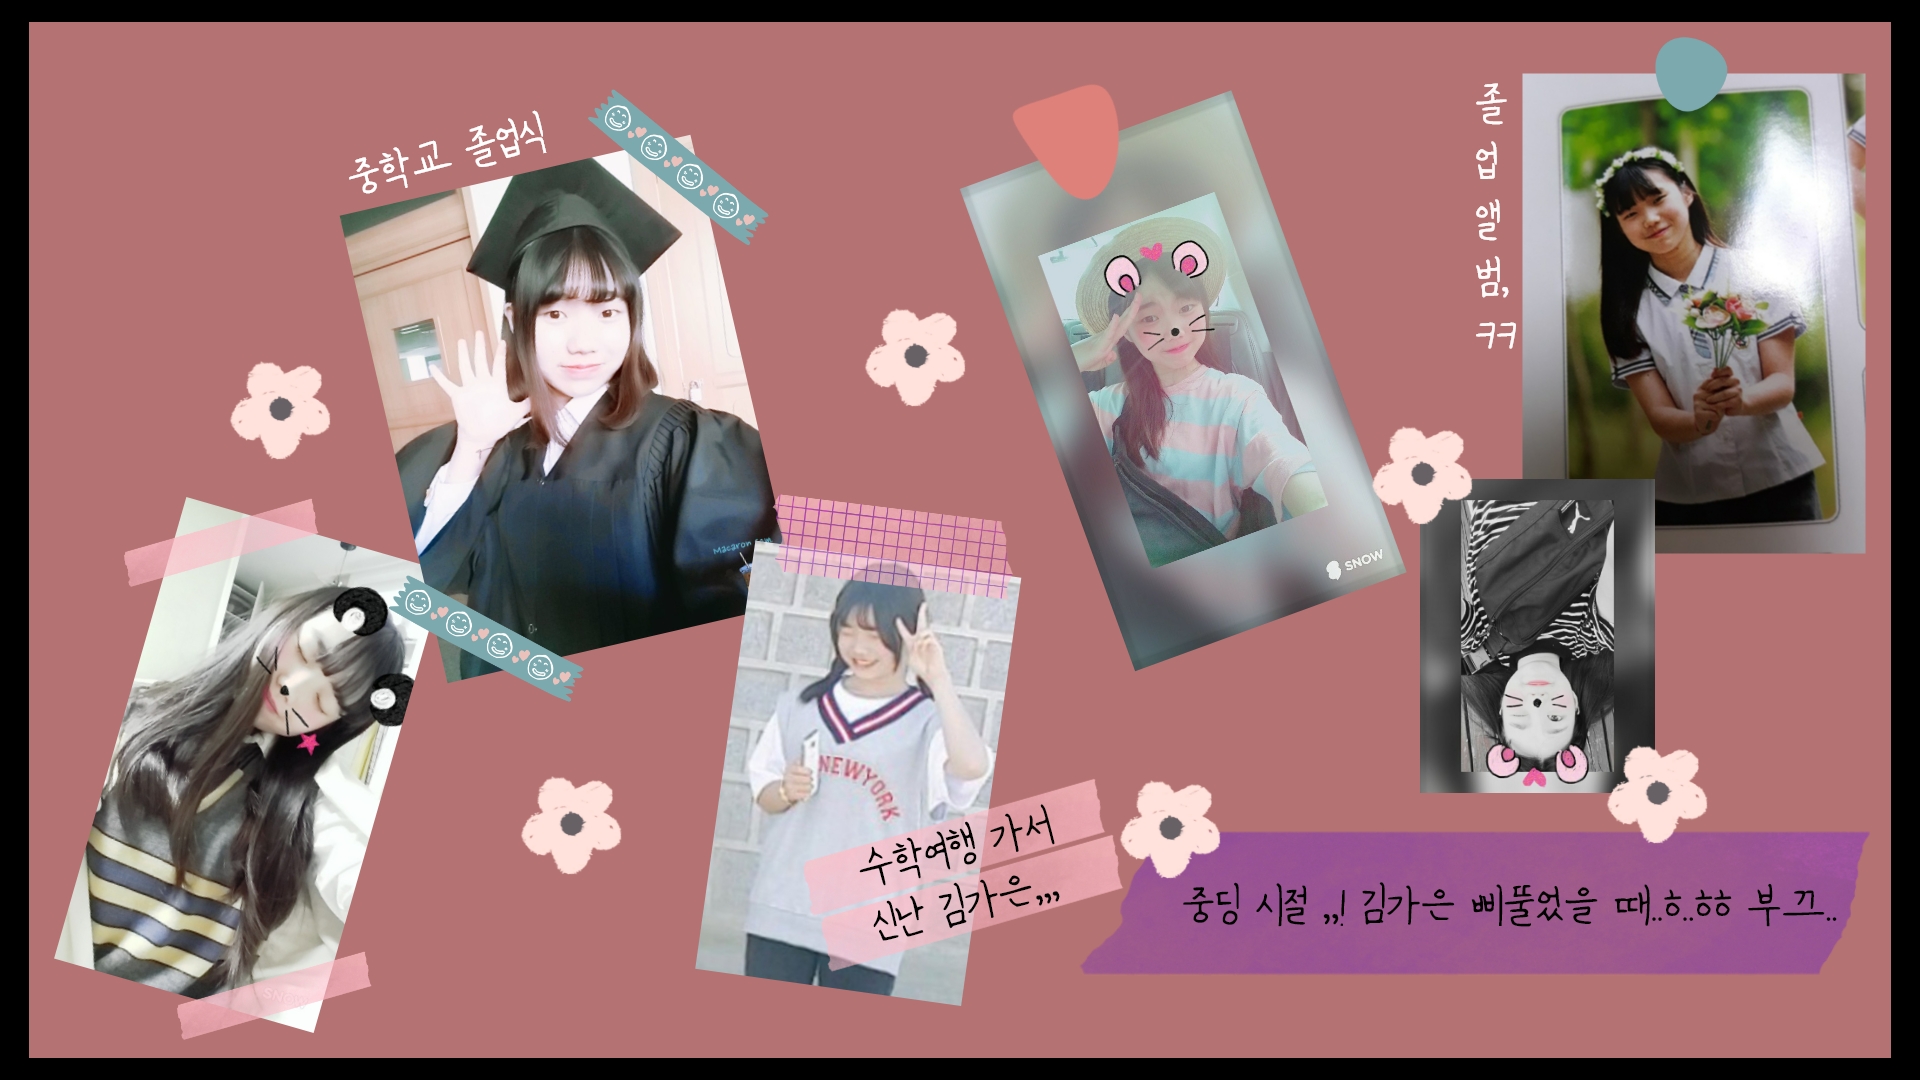 중학교 졸업식
졸
업
앨
범,
ㅋㅋ
Macaron
SNOW
NEWYORK
수학여행 가서
신난 김가은,,,
중딩 시절 ,,! 김가은 삐뚤었을 때..ㅎ..ㅎㅎ 부끄..
SNOW